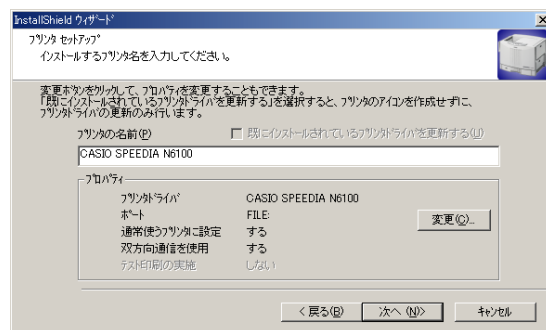 InstallShield ウィザード
プリンタ セットアップ
インストールするプリンタ名を入力してください。
変更ボタンをクリックして、プロパティを変更することもできます。
「既にインストールされているプリンタドライバを更新する」を選択すると、プリンタのアイコンを作成せずに、
プリンタドライバの更新のみ行います。
プリンタの名前(P)
既にインストールされているプリンタドライバを更新する(U)
CASIO SPEEDIA N6100
プロパティ
プリンタドライバ CASIO SPEEDIA N6100
ポート FILE:
変更(C)...
通常使うプリンタに設定 する
双方向通信を使用 する
テスト印刷の実施 しない
< 戻る(B)
次へ (N)>
キャンセル